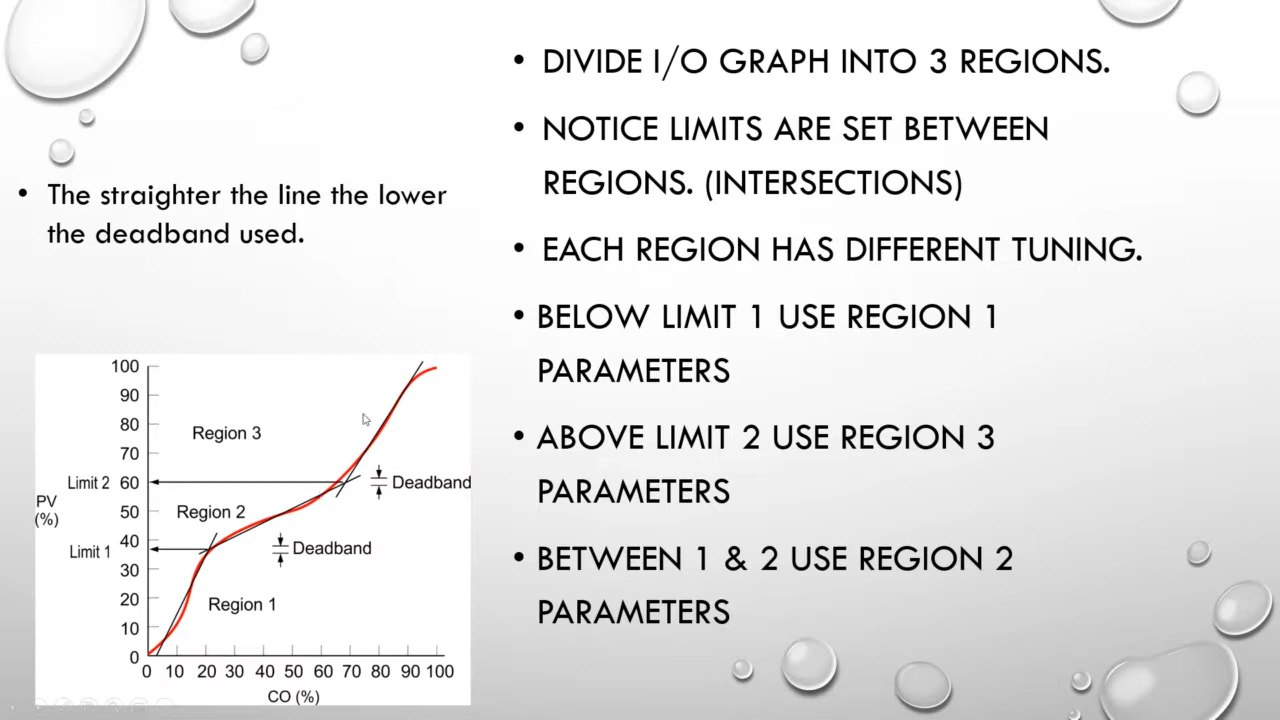 • The straighter the line the lower
the deadband used.
• DIVIDE I/O GRAPH INTO 3 REGIONS.
• NOTICE LIMITS ARE SET BETWEEN
REGIONS. (INTERSECTIONS)
• EACH REGION HAS DIFFERENT TUNING.
• BELOW LIMIT 1 USE REGION 1
PARAMETERS
• ABOVE LIMIT 2 USE REGION 3
PARAMETERS
• BETWEEN 1 & 2 USE REGION 2
PARAMETERS
100
90
80
Region 3
70
Limit 2 60
Deadband
PV
(%)
50
Region 2
40
Limit 1
Deadband
30
20
Region 1
10
0
0 10 20 30 40 50 60 70 80 90 100
CO (%)